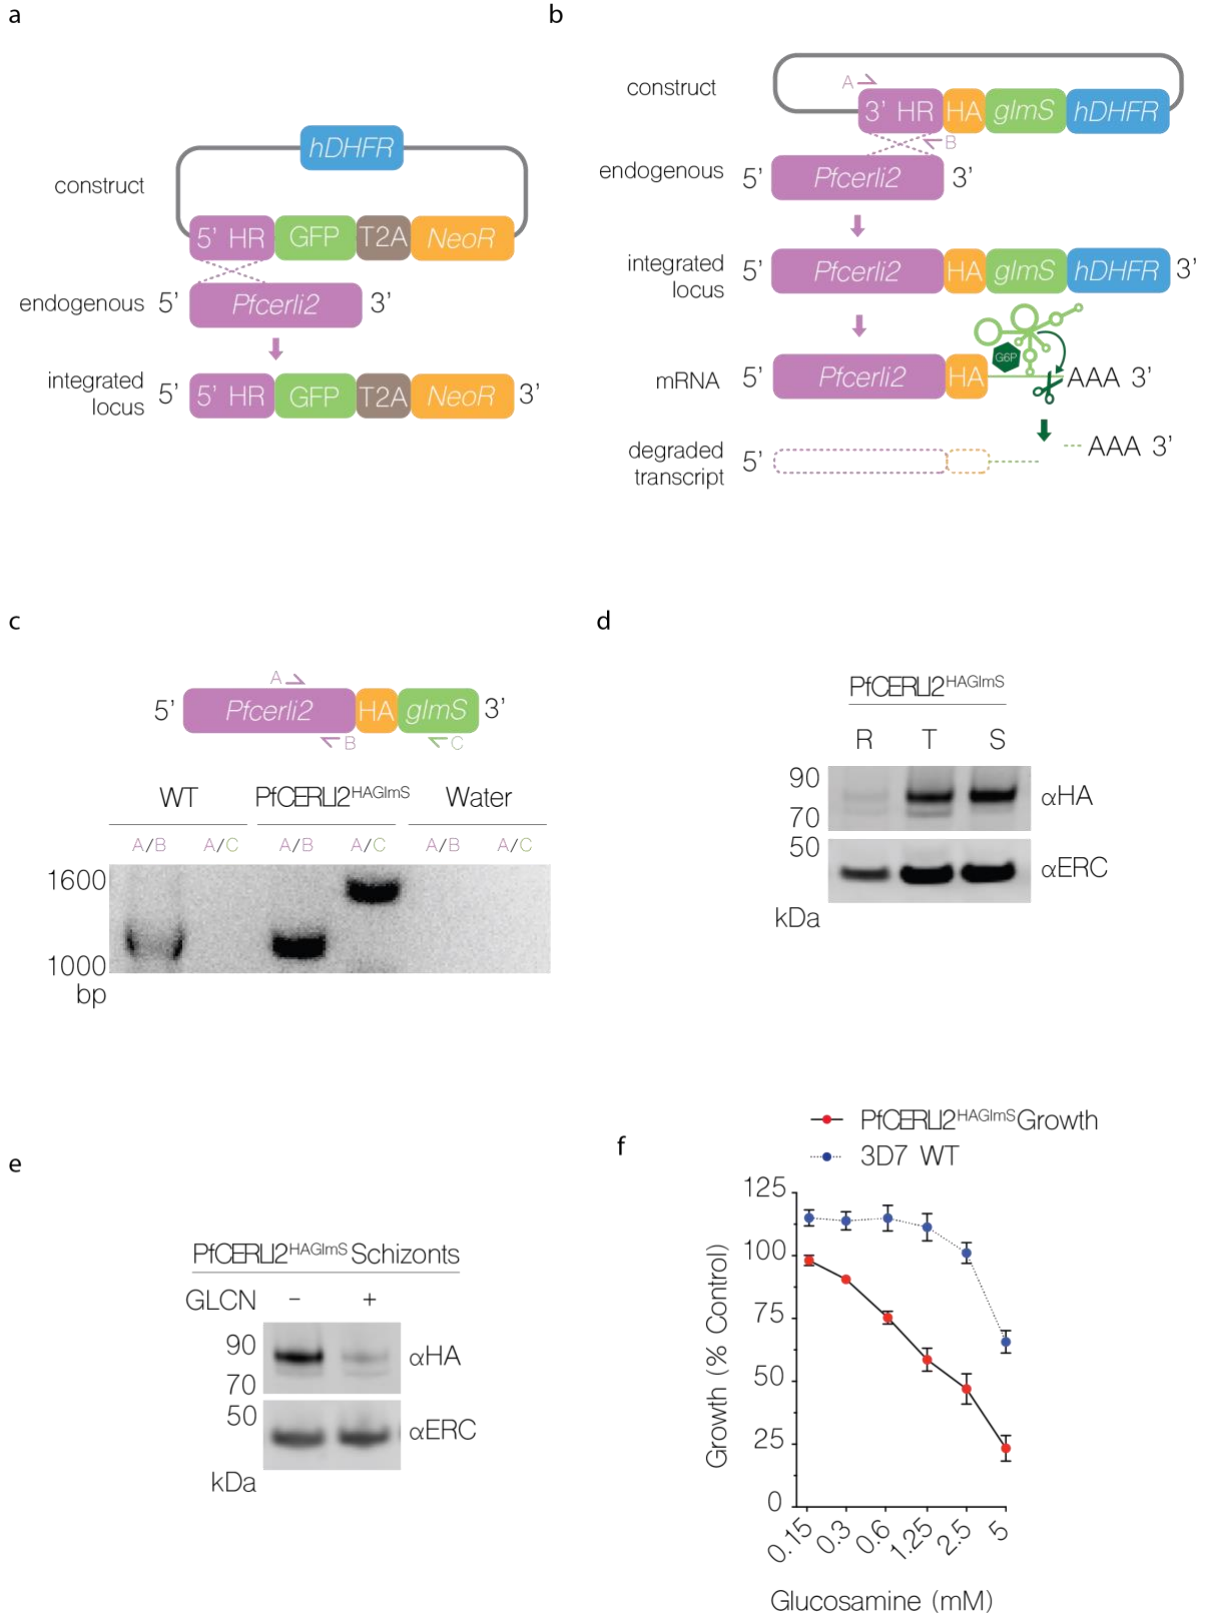 a
hDHFR
construct
5’ HR GFP T2A NeoR
endogenous 5’ Pfcerli2 3’
integrated
locus
5’ 5’ HR GFP T2A NeoR 3’
b
construct
A
3’ HR HA glmS hDHFR
B
endogenous 5’ Pfcerli2 3’
integrated
locus
5’ Pfcerli2 HA glmS hDHFR 3’
G6P
mRNA 5’ Pfcerli2 HA AAA 3’
AAA 3’
degraded
transcript
5’
c
A
5’ Pfcerli2 HA glmS 3’
B C
WT PfCERLI2HAGlmS Water
A/B A/C A/B A/C A/B A/C
1600
1000
bp
d
PfCERLI2HAGlmS
R T S
90
70
αHA
50
αERC
kDa
e
PfCERLI2HAGlmS Schizonts
GLCN − +
90
70
αHA
50
αERC
kDa
f
PfCERLI2HAGlmS Growth
3D7 WT
125
100
75
50
25
0
Growth (% Control)
0.15 0.3 0.6 1.25 2.5 5
Glucosamine (mM)